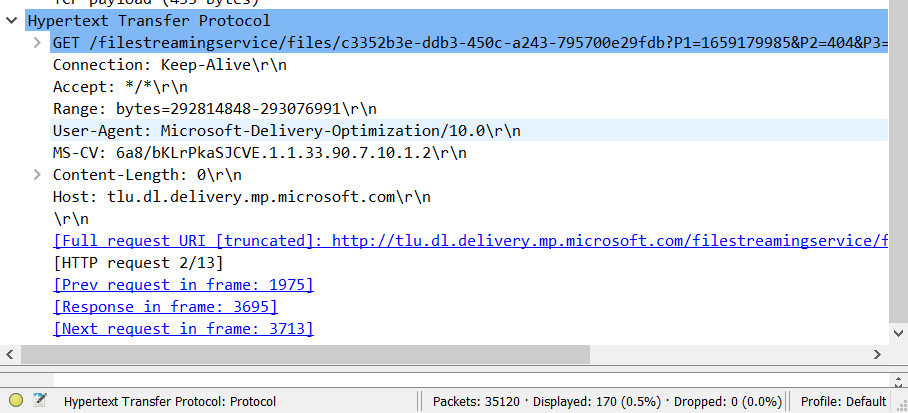 Hypertext Transfer Protocol
GET /filestreamingservice/files/c3352b3e-ddb3-450c-a243-795700e29fdb?P1=1659179985&P2=404&P3=
Connection: Keep-Alive\r\n
Accept: */*\r\n
Range: bytes=292814848-293076991\r\n
User-Agent: Microsoft-Delivery-Optimization/10.0\r\n
MS-CV: 6a8/bKLrPkaSJCVE.1.1.33.90.7.10.1.2\r\n
Content-Length: 0\r\n
Host: tlu.dl.delivery.mp.microsoft.com\r\n
\r\n
[Full request URI [truncated]: http://tlu.dl.delivery.mp.microsoft.com/filestreamingservice/f
[HTTP request 2/13]
[Prev request in frame: 1975]
[Response in frame: 3695]
[Next request in frame: 3713]
Hypertext Transfer Protocol: Protocol
Packets: 35120 · Displayed: 170 (0.5%) · Dropped: 0 (0.0%)
Profile: Default